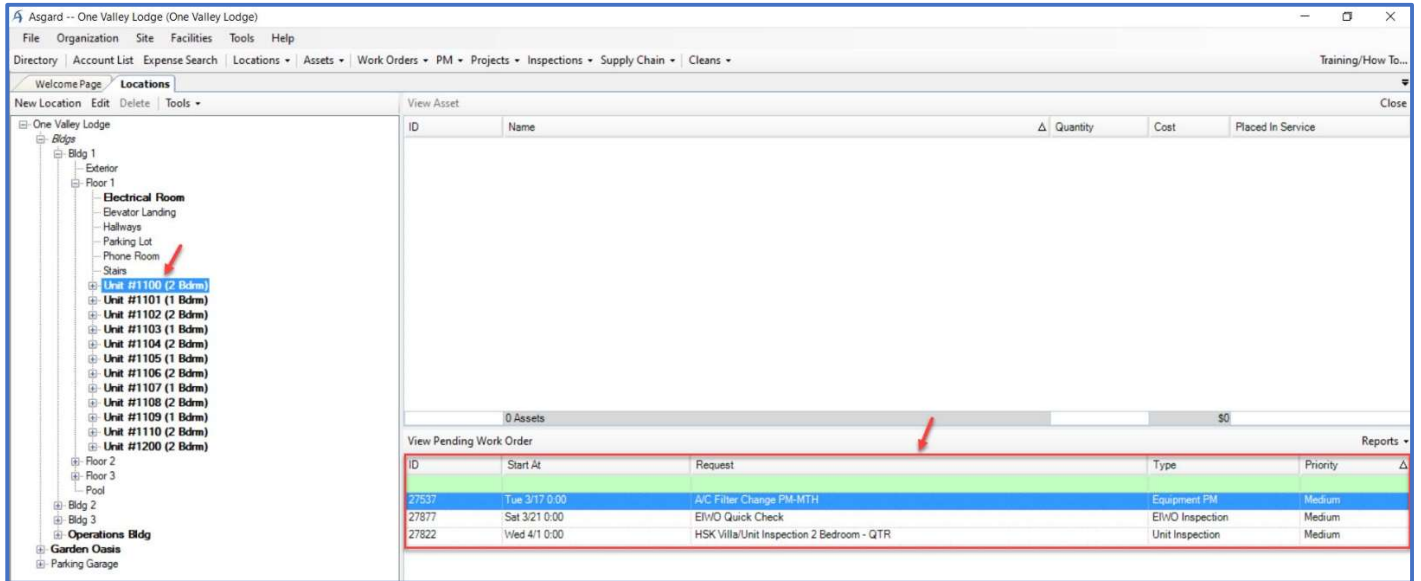 Asgard -- One Valley Lodge (One Valley Lodge)
File Organization Site Facilities Tools Help
Directory Account List Expense Search Locations Assets Work Orders PM Projects Inspections Supply Chain Cleans Training/How To...
Welcome Page Locations
New Location Edit Delete Tools View Asset Close
One Valley Lodge
Bldgs
Bldg 1
Exterior
Floor 1
Electrical Room
Elevator Landing
Hallways
Parking Lot
Phone Room
Stairs
Unit #1100 (2 Bdrm)
Unit #1101 (1 Bdrm)
Unit #1102 (2 Bdrm)
Unit #1103 (1 Bdrm)
Unit #1104 (2 Bdrm)
Unit #1105 (1 Bdrm)
Unit #1106 (2 Bdrm)
Unit #1107 (1 Bdrm)
Unit #1108 (2 Bdrm)
Unit #1109 (1 Bdrm)
Unit #1110 (2 Bdrm)
Unit #1200 (2 Bdrm)
Floor 2
Floor 3
Pool
Bldg 2
Bldg 3
Operations Bldg
Garden Oasis
Parking Garage
ID Name Quantity Cost Placed In Service
0 Assets $0
View Pending Work Order Reports
ID Start At Request Type Priority
27537 Tue 3/17 0:00 A/C Filter Change PM-MTH Equipment PM Medium
27877 Sat 3/21 0:00 EIWO Quick Check EIWO Inspection Medium
27822 Wed 4/1 0:00 HSK Villa/Unit Inspection 2 Bedroom - QTR Unit Inspection Medium